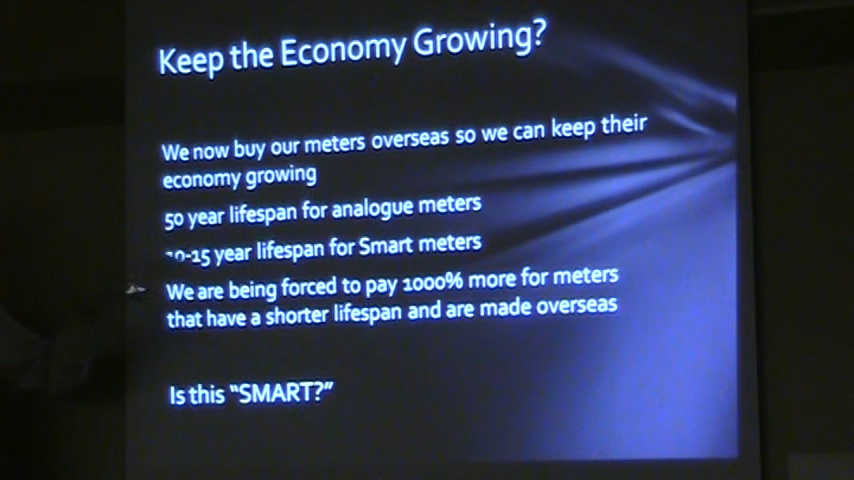 Keep the Economy Growing?
We now buy our meters overseas so we can keep their
economy growing
50 year lifespan for analogue meters
10-15 year lifespan for Smart meters
We are being forced to pay 1000% more for meters
that have a shorter lifespan and are made overseas
Is this “SMART?”